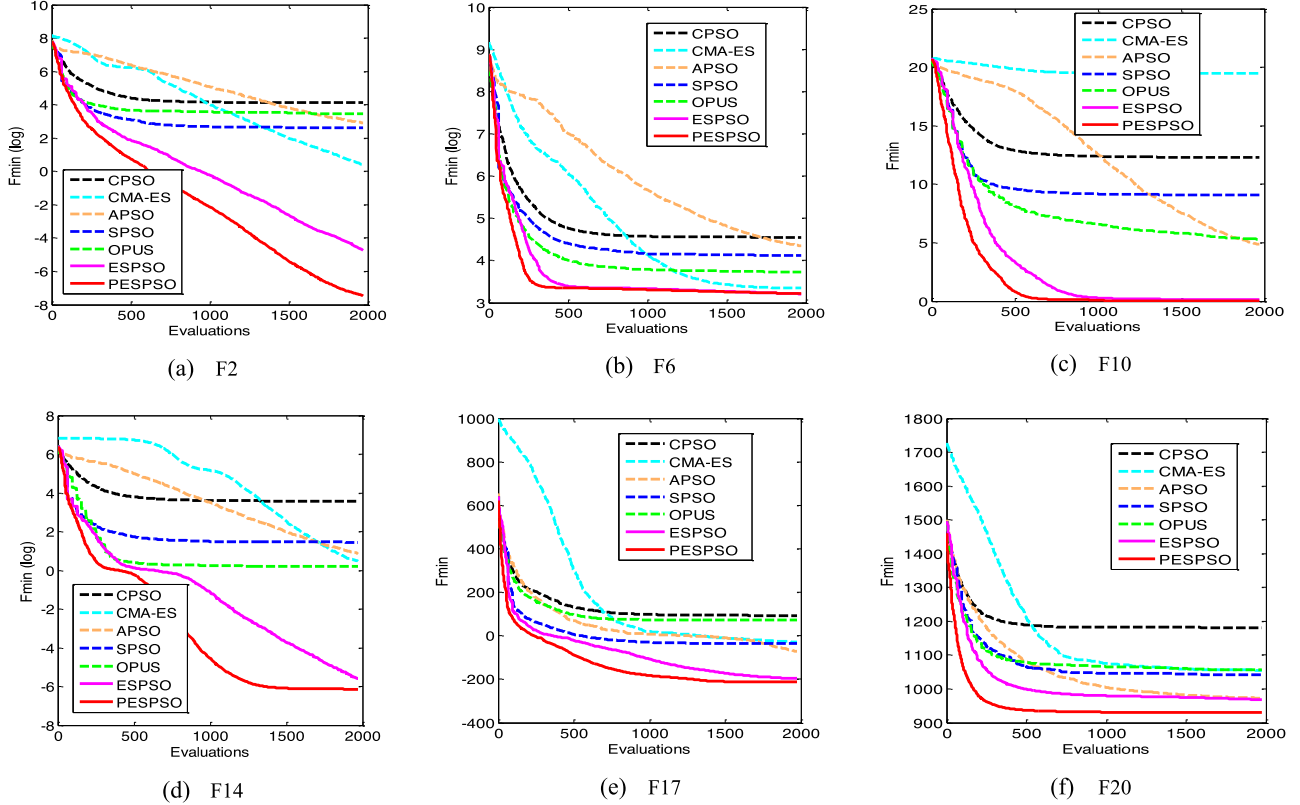 10
8
6
4
2
0
-2
-4
-6
-8
0 500 1000 1500 2000
Fmin (log)
Evaluations
CPSO
CMA-ES
APSO
SPSO
OPUS
ESPSO
PESPSO
(a) F2
10
9
8
7
6
5
4
3
0 500 1000 1500 2000
Fmin (log)
Evaluations
CPSO
CMA-ES
APSO
SPSO
OPUS
ESPSO
PESPSO
(b) F6
25
20
15
10
5
0
0 500 1000 1500 2000
Fmin
Evaluations
CPSO
CMA-ES
APSO
SPSO
OPUS
ESPSO
PESPSO
(c) F10
8
6
4
2
0
-2
-4
-6
-8
0 500 1000 1500 2000
Fmin (log)
Evaluations
CPSO
CMA-ES
APSO
SPSO
OPUS
ESPSO
PESPSO
(d) F14
1000
800
600
400
200
0
-200
-400
0 500 1000 1500 2000
Fmin
Evaluations
CPSO
CMA-ES
APSO
SPSO
OPUS
ESPSO
PESPSO
(e) F17
1800
1700
1600
1500
1400
1300
1200
1100
1000
900
0 500 1000 1500 2000
Fmin
Evaluations
CPSO
CMA-ES
APSO
SPSO
OPUS
ESPSO
PESPSO
(f) F20